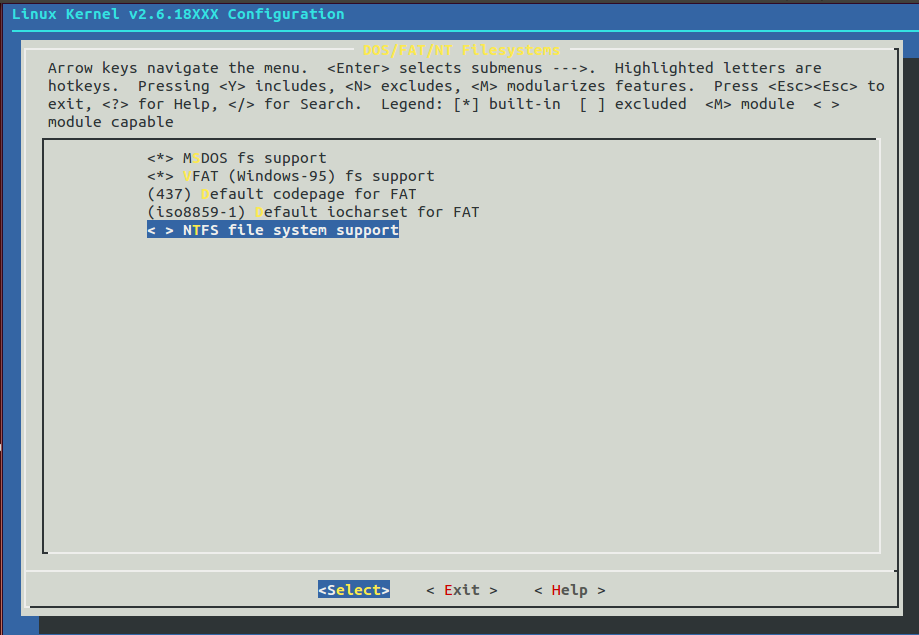 Linux Kernel v2.6.18XXX Configuration
DOS/FAT/NT Filesystems
Arrow keys navigate the menu.  <Enter> selects submenus --->.  Highlighted letters are
hotkeys.  Pressing <Y> includes, <N> excludes, <M> modularizes features.  Press <Esc><Esc> to
exit, <?> for Help, </> for Search.  Legend: [*] built-in  [ ] excluded  <M> module  < >
module capable
<*> MSDOS fs support
<*> VFAT (Windows-95) fs support
(437) Default codepage for FAT
(iso8859-1) Default iocharset for FAT
< > NTFS file system support
<Select>    < Exit >    < Help >